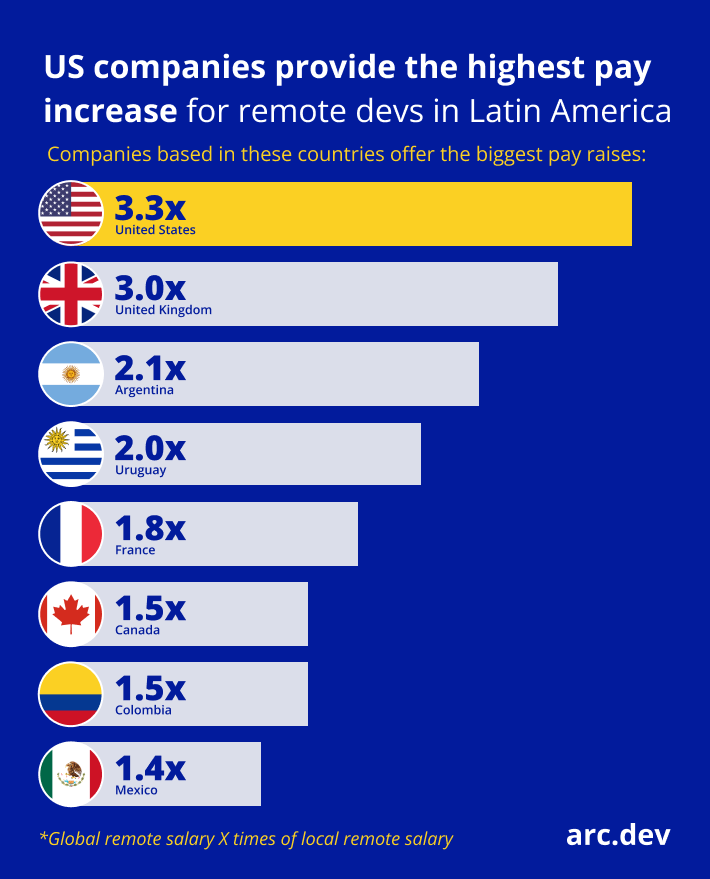 US companies provide the highest pay
increase for remote devs in Latin America
Companies based in these countries offer the biggest pay raises:
3.3x
United States
3.0x
United Kingdom
2.1x
Argentina
2.0x
Uruguay
1.8x
France
1.5x
Canada
1.5x
Colombia
1.4x
Mexico
*Global remote salary X times of local remote salary
arc.dev